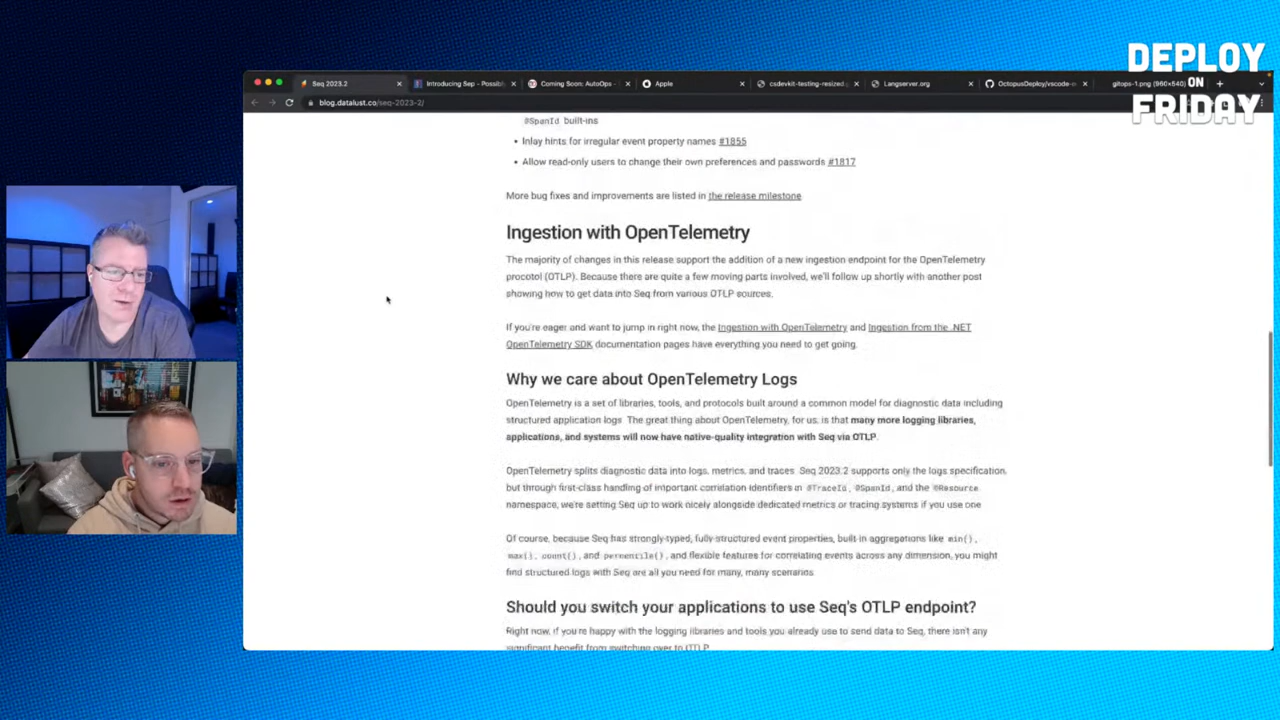 DEPLOY
ON
FRIDAY
Seq 2023.2
Introducing Sep - Possibl
Coming Soon: AutoOps -
Apple
csdevkit-testing-resized
Langserver.org
OctopusDeploy/vscode-
gitops-1.png (960×540)
blog.datalust.co/seq-2023-2/
@SpanId built-ins
• Inlay hints for irregular event property names #1855
• Allow read-only users to change their own preferences and passwords #1817
More bug fixes and improvements are listed in the release milestone
Ingestion with OpenTelemetry
The majority of changes in this release support the addition of a new ingestion endpoint for the OpenTelemetry
procotol (OTLP). Because there are quite a few moving parts involved, we'll follow up shortly with another post
showing how to get data into Seq from various OTLP sources.
If you're eager and want to jump in right now, the Ingestion with OpenTelemetry and Ingestion from the .NET
OpenTelemetry SDK documentation pages have everything you need to get going.
Why we care about OpenTelemetry Logs
OpenTelemetry is a set of libraries, tools, and protocols built around a common model for diagnostic data including
structured application logs. The great thing about OpenTelemetry, for us, is that many more logging libraries,
applications, and systems will now have native-quality integration with Seq via OTLP.
OpenTelemetry splits diagnostic data into logs, metrics, and traces. Seq 2023.2 supports only the logs specification,
but through first-class handling of important correlation identifiers in @TraceId, @SpanId, and the @Resource
namespace, we're setting Seq up to work nicely alongside dedicated metrics or tracing systems if you use one
Of course, because Seq has strongly-typed, fully-structured event properties, built-in aggregations like min(),
max(), count(), and percentile(), and flexible features for correlating events across any dimension, you might
find structured logs with Seq are all you need for many, many scenarios
Should you switch your applications to use Seq's OTLP endpoint?
Right now, if you're happy with the logging libraries and tools you already use to send data to Seq, there isn't any
significant benefit from switching over to OTLP